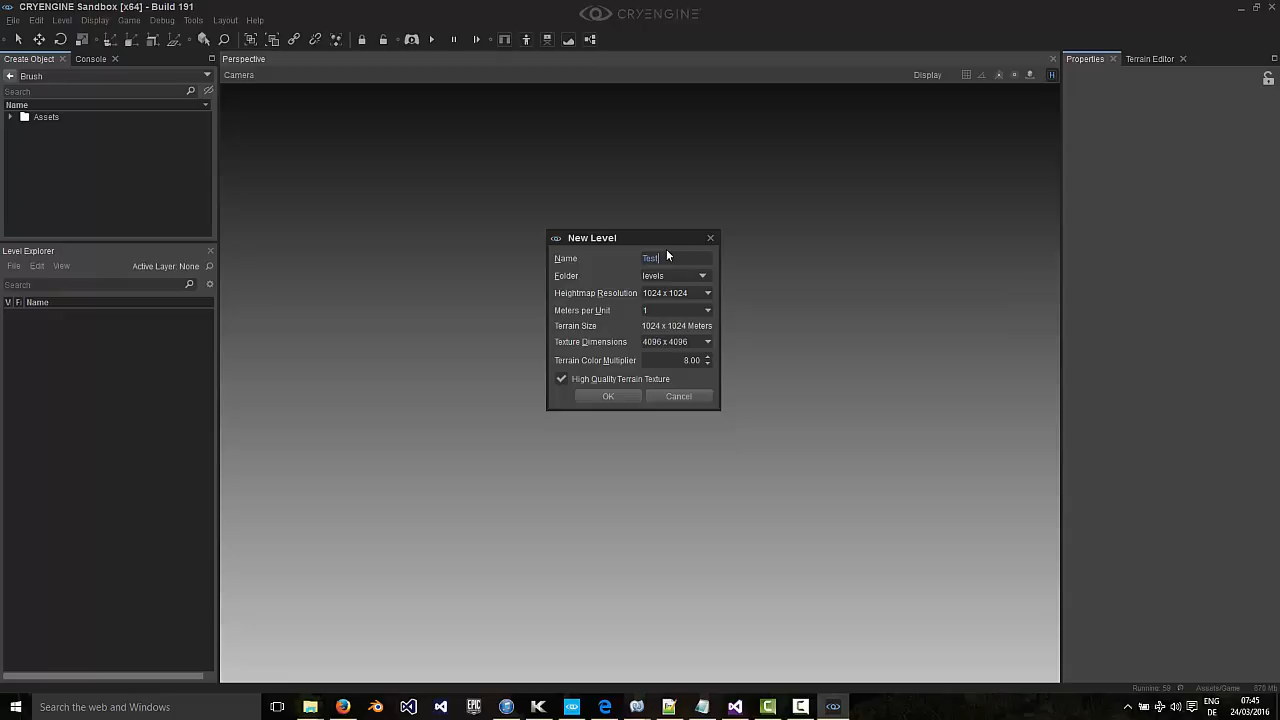 CRYENGINE Sandbox [x64] - Build 191
CRYENGINE
File Edit Level Display Game Debug Tools Layout Help
Create Object Console
Brush
Search
Name
Assets
Level Explorer
File Edit View Active Layer: None
Search
V F Name
Perspective
Camera Display
H
Properties Terrain Editor
New Level
Name Test
Folder levels
Heightmap Resolution 1024 x 1024
Meters per Unit 1
Terrain Size 1024 x 1024 Meters
Texture Dimensions 4096 x 4096
Terrain Color Multiplier 8.00
High Quality Terrain Texture
OK Cancel
Running: 59 Assets/Game 870 Mb
Search the web and Windows
ENG 07:45
DE 24/03/2016